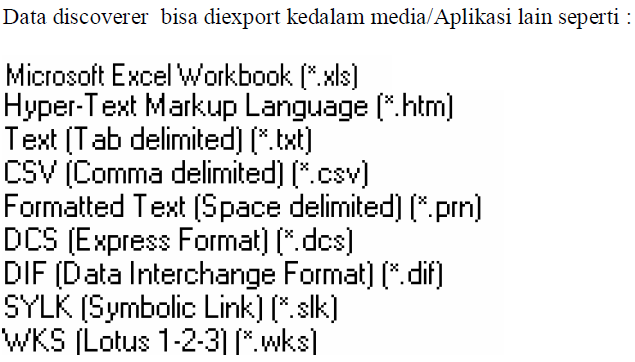 Data discoverer bisa diexport kedalam media/Aplikasi lain seperti :
Microsoft Excel Workbook (*.xls)
Hyper-Text Markup Language (*.htm)
Text (Tab delimited) (*.txt)
CSV (Comma delimited) (*.csv)
Formatted Text (Space delimited) (*.prn)
DCS (Express Format) (*.dcs)
DIF (Data Interchange Format) (*.dif)
SYLK (Symbolic Link) (*.slk)
WKS (Lotus 1-2-3) (*.wks)